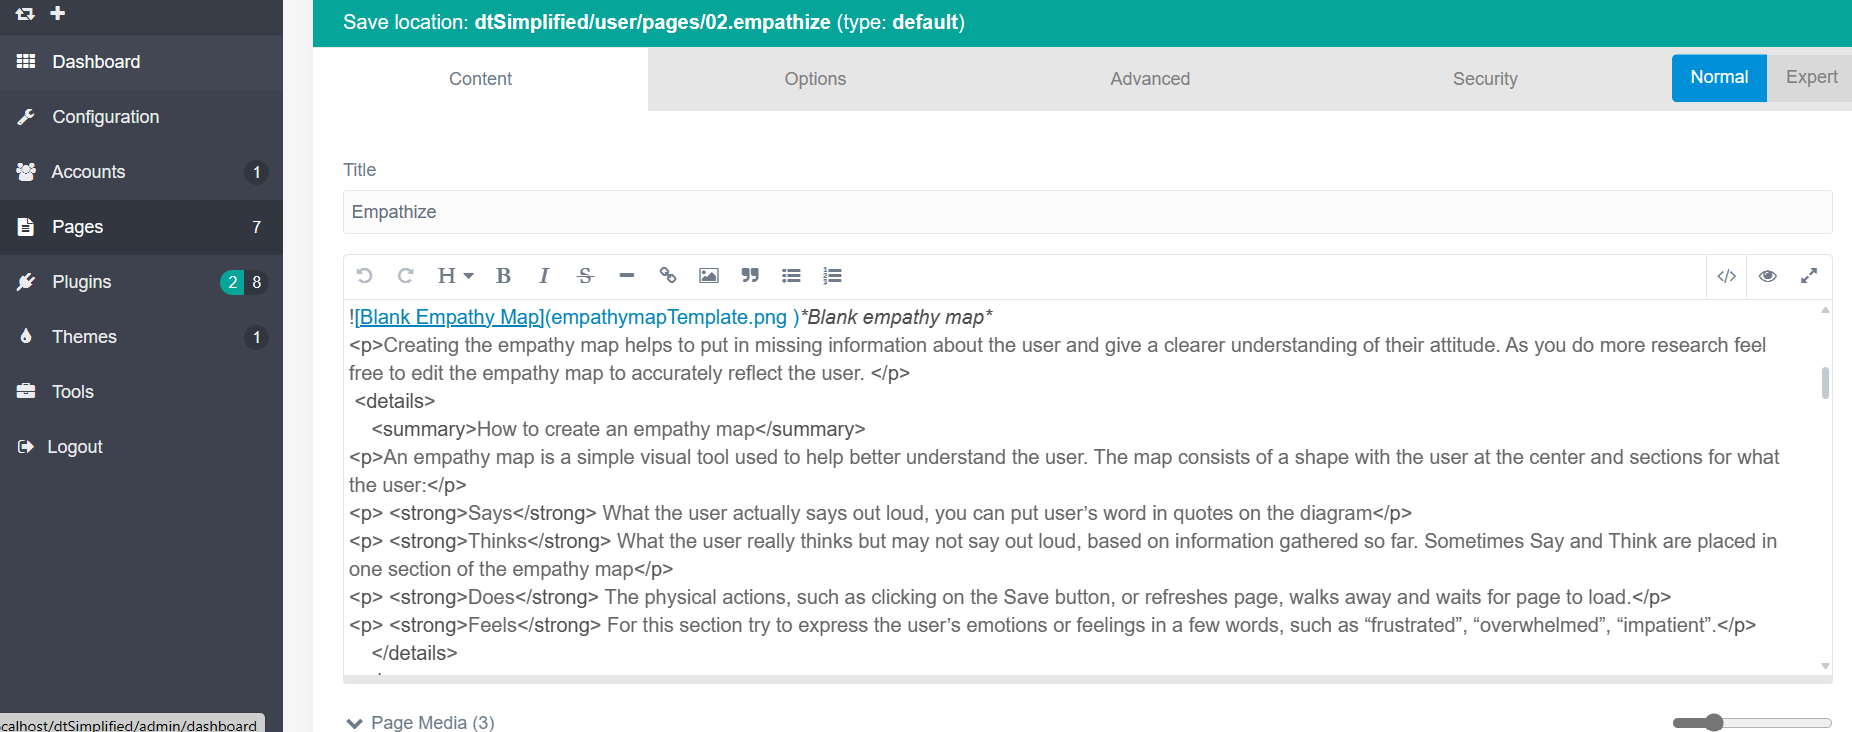 Save location: dtSimplified/user/pages/02.empathize (type: default)
Dashboard
Configuration
Accounts 1
Pages 7
Plugins 2 8
Themes 1
Tools
Logout
Content Options Advanced Security Normal Expert
Title
Empathize
H B I S
![Blank Empathy Map](empathymapTemplate.png )*Blank empathy map*
<p>Creating the empathy map helps to put in missing information about the user and give a clearer understanding of their attitude. As you do more research feel
free to edit the empathy map to accurately reflect the user. </p>
<details>
<summary>How to create an empathy map</summary>
<p>An empathy map is a simple visual tool used to help better understand the user. The map consists of a shape with the user at the center and sections for what
the user:</p>
<p> <strong>Says</strong> What the user actually says out loud, you can put user’s word in quotes on the diagram</p>
<p> <strong>Thinks</strong> What the user really thinks but may not say out loud, based on information gathered so far. Sometimes Say and Think are placed in
one section of the empathy map</p>
<p> <strong>Does</strong> The physical actions, such as clicking on the Save button, or refreshes page, walks away and waits for page to load.</p>
<p> <strong>Feels</strong> For this section try to express the user’s emotions or feelings in a few words, such as “frustrated”, “overwhelmed”, “impatient”.</p>
</details>
Page Media (3)
calhost/dtSimplified/admin/dashboard